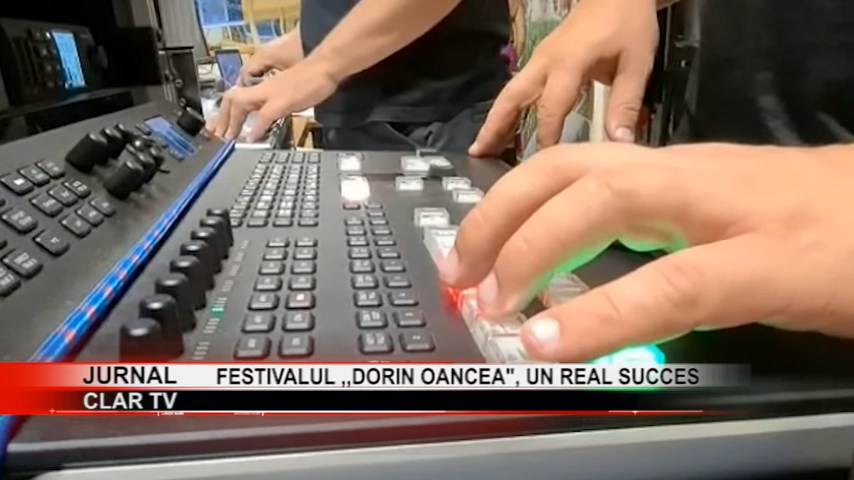 JURNAL FESTIVALUL ,,DORIN OANCEA", UN REAL SUCCES
CLAR TV